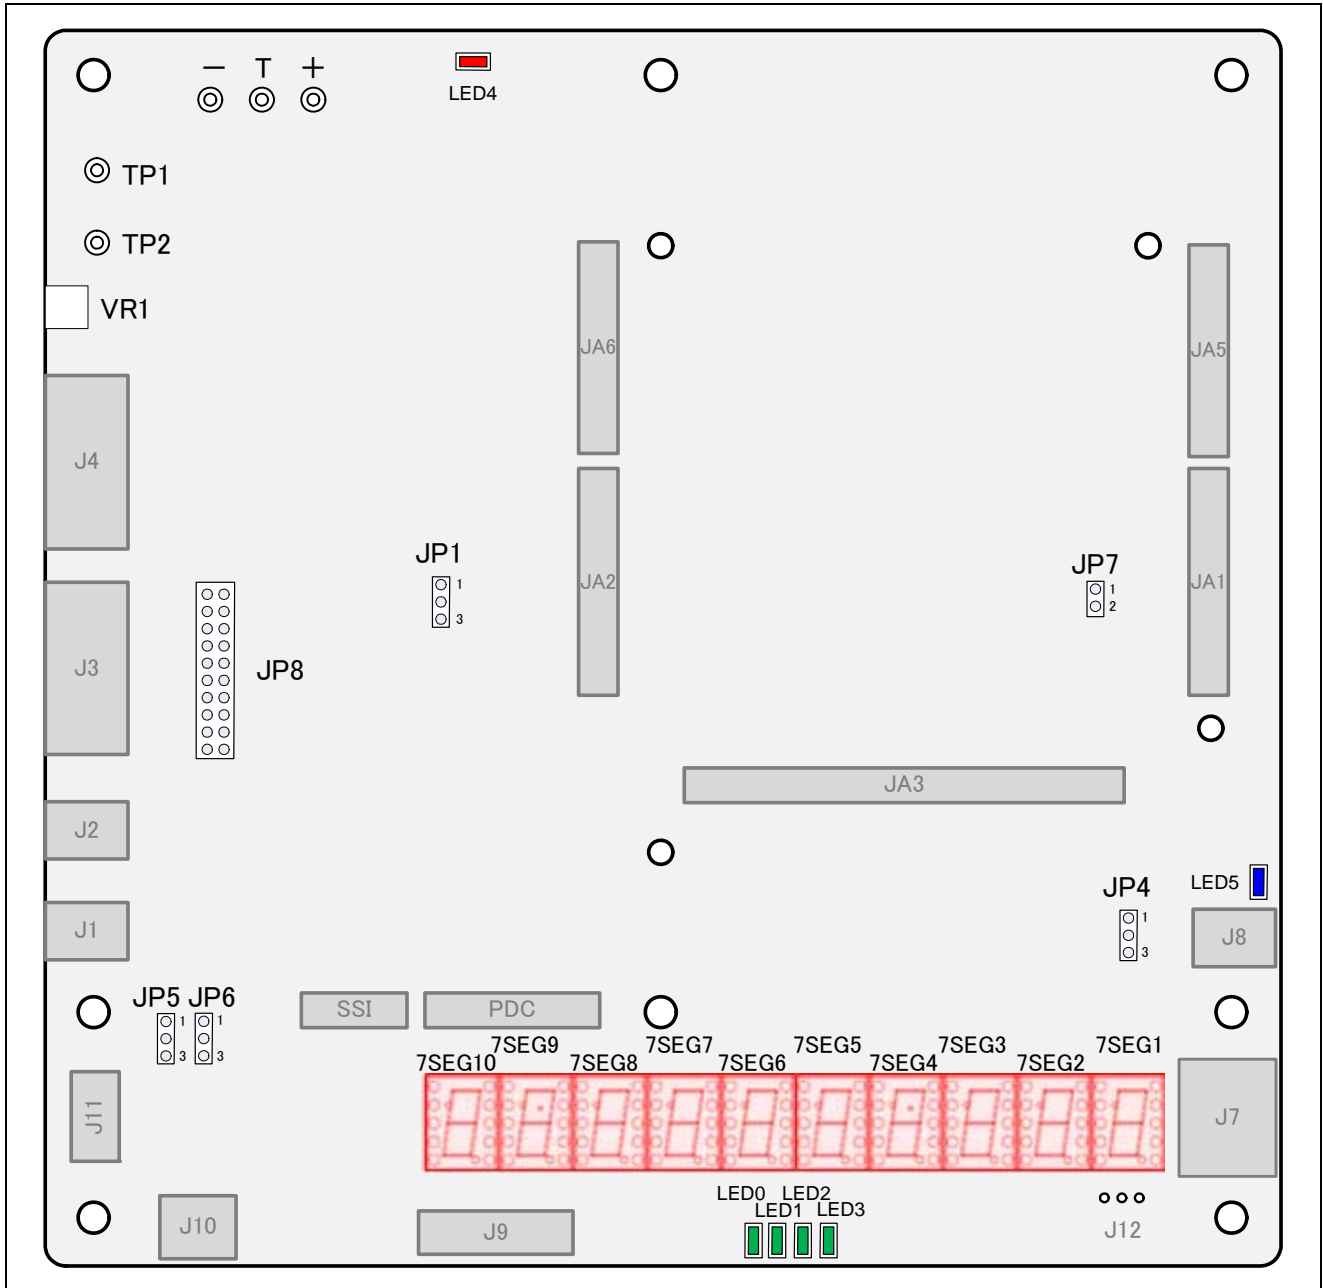 − T +
LED4
TP1
TP2
VR1
JA6
JA5
J4
JP1
1
3
JP7
1
2
JA2
JA1
J3
JP8
JA3
J2
JP4
1
3
LED5
J1
J8
JP5 JP6
1
3
1
3
SSI
PDC
7SEG10
7SEG9
7SEG8
7SEG7
7SEG6
7SEG5
7SEG4
7SEG3
7SEG2
7SEG1
J11
J7
LED0
LED1
LED2
LED3
J10
J9
J12